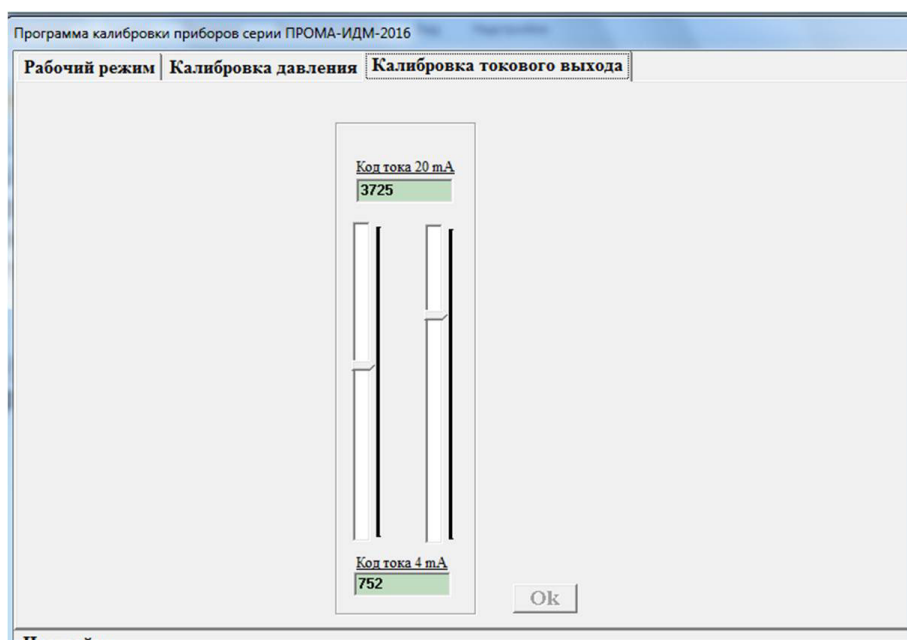 Программа калибровки приборов серии ПРОМА-ИДМ-2016
Рабочий режим Калибровка давления Калибровка токового выхода
Код тока 20 mA
3725
Код тока 4 mA
752
Ok